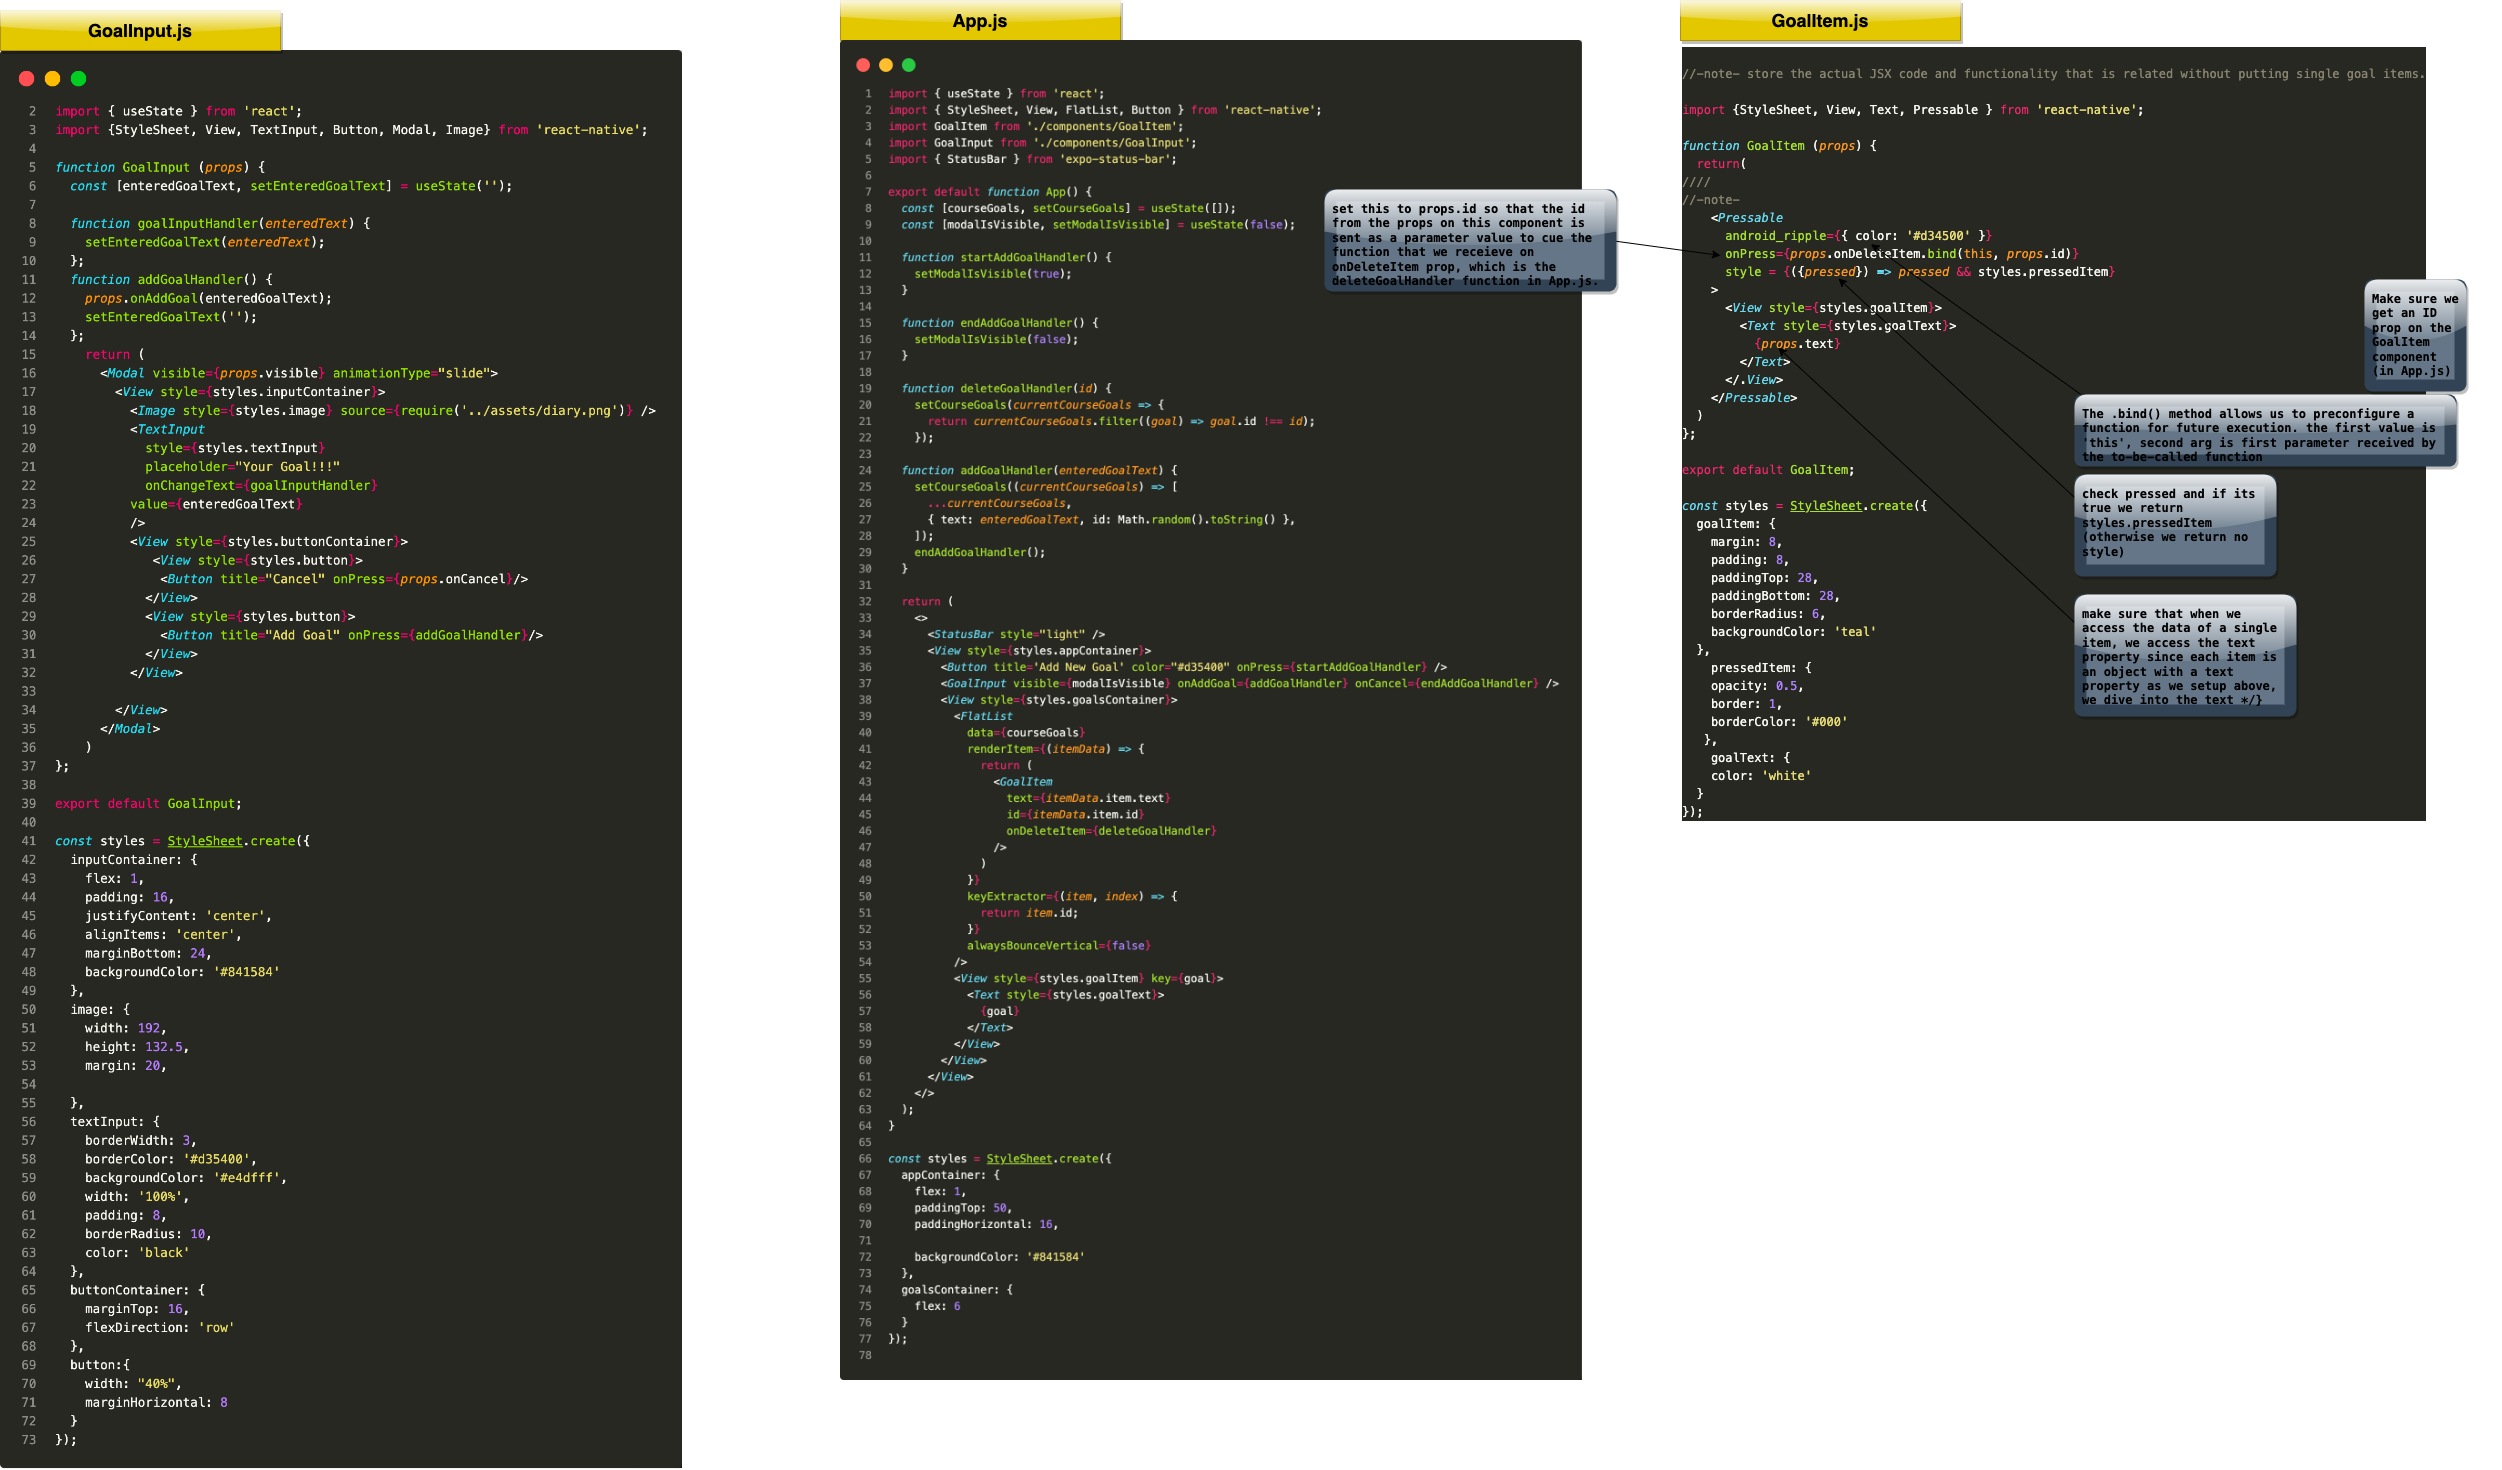 GoalInput.js
2 import { useState } from 'react';
3 import {StyleSheet, View, TextInput, Button, Modal, Image} from 'react-native';
4
5 function GoalInput (props) {
6 const [enteredGoalText, setEnteredGoalText] = useState('');
7
8 function goalInputHandler(enteredText) {
9 setEnteredGoalText(enteredText);
10 };
11 function addGoalHandler() {
12 props.onAddGoal(enteredGoalText);
13 setEnteredGoalText('');
14 };
15 return (
16 <Modal visible={props.visible} animationType="slide">
17 <View style={styles.inputContainer}>
18 <Image style={styles.image} source={require('../assets/diary.png')} />
19 <TextInput
20 style={styles.textInput}
21 placeholder="Your Goal!!!"
22 onChangeText={goalInputHandler}
23 value={enteredGoalText}
24 />
25 <View style={styles.buttonContainer}>
26 <View style={styles.button}>
27 <Button title="Cancel" onPress={props.onCancel}/>
28 </View>
29 <View style={styles.button}>
30 <Button title="Add Goal" onPress={addGoalHandler}/>
31 </View>
32 </View>
33
34 </View>
35 </Modal>
36 )
37 };
38
39 export default GoalInput;
40
41 const styles = StyleSheet.create({
42 inputContainer: {
43 flex: 1,
44 padding: 16,
45 justifyContent: 'center',
46 alignItems: 'center',
47 marginBottom: 24,
48 backgroundColor: '#841584'
49 },
50 image: {
51 width: 192,
52 height: 132.5,
53 margin: 20,
54
55 },
56 textInput: {
57 borderWidth: 3,
58 borderColor: '#d35400',
59 backgroundColor: '#e4dfff',
60 width: '100%',
61 padding: 8,
62 borderRadius: 10,
63 color: 'black'
64 },
65 buttonContainer: {
66 marginTop: 16,
67 flexDirection: 'row'
68 },
69 button:{
70 width: "40%",
71 marginHorizontal: 8
72 }
73 });
App.js
1 import { useState } from 'react';
2 import { StyleSheet, View, FlatList, Button } from 'react-native';
3 import GoalItem from './components/GoalItem';
4 import GoalInput from './components/GoalInput';
5 import { StatusBar } from 'expo-status-bar';
6
7 export default function App() {
8 const [courseGoals, setCourseGoals] = useState([]);
9 const [modalIsVisible, setModalIsVisible] = useState(false);
10
11 function startAddGoalHandler() {
12 setModalIsVisible(true);
13 }
14
15 function endAddGoalHandler() {
16 setModalIsVisible(false);
17 }
18
19 function deleteGoalHandler(id) {
20 setCourseGoals(currentCourseGoals => {
21 return currentCourseGoals.filter((goal) => goal.id !== id);
22 });
23
24 function addGoalHandler(enteredGoalText) {
25 setCourseGoals((currentCourseGoals) => [
26 ...currentCourseGoals,
27 { text: enteredGoalText, id: Math.random().toString() },
28 ]);
29 endAddGoalHandler();
30 }
31
32 return (
33 <>
34 <StatusBar style="light" />
35 <View style={styles.appContainer}>
36 <Button title='Add New Goal' color="#d35400" onPress={startAddGoalHandler} />
37 <GoalInput visible={modalIsVisible} onAddGoal={addGoalHandler} onCancel={endAddGoalHandler} />
38 <View style={styles.goalsContainer}>
39 <FlatList
40 data={courseGoals}
41 renderItem={(itemData) => {
42 return (
43 <GoalItem
44 text={itemData.item.text}
45 id={itemData.item.id}
46 onDeleteItem={deleteGoalHandler}
47 />
48 )
49 }}
50 keyExtractor={(item, index) => {
51 return item.id;
52 }}
53 alwaysBounceVertical={false}
54 />
55 <View style={styles.goalItem} key={goal}>
56 <Text style={styles.goalText}>
57 {goal}
58 </Text>
59 </View>
60 </View>
61 </View>
62 </>
63 );
64 }
65
66 const styles = StyleSheet.create({
67 appContainer: {
68 flex: 1,
69 paddingTop: 50,
70 paddingHorizontal: 16,
71
72 backgroundColor: '#841584'
73 },
74 goalsContainer: {
75 flex: 6
76 }
77 });
78
set this to props.id so that the id
from the props on this component is
sent as a parameter value to cue the
function that we receieve on
onDeleteItem prop, which is the
deleteGoalHandler function in App.js.
GoalItem.js
//-note- store the actual JSX code and functionality that is related without putting single goal items.
import {StyleSheet, View, Text, Pressable } from 'react-native';
function GoalItem (props) {
return(
////
//-note-
<Pressable
android_ripple={{ color: '#d34500' }}
onPress={props.onDeleteItem.bind(this, props.id)}
style = {({pressed}) => pressed && styles.pressedItem}
>
<View style={styles.goalItem}>
<Text style={styles.goalText}>
{props.text}
</Text>
</.View>
</Pressable>
)
};
export default GoalItem;
const styles = StyleSheet.create({
goalItem: {
margin: 8,
padding: 8,
paddingTop: 28,
paddingBottom: 28,
borderRadius: 6,
backgroundColor: 'teal'
},
pressedItem: {
opacity: 0.5,
border: 1,
borderColor: '#000'
},
goalText: {
color: 'white'
}
});
Make sure we
get an ID
prop on the
GoalItem
component
(in App.js)
The .bind() method allows us to preconfigure a
function for future execution. the first value is
'this', second arg is first parameter received by
the to-be-called function
check pressed and if its
true we return
styles.pressedItem
(otherwise we return no
style)
make sure that when we
access the data of a single
item, we access the text
property since each item is
an object with a text
property as we setup above,
we dive into the text */}